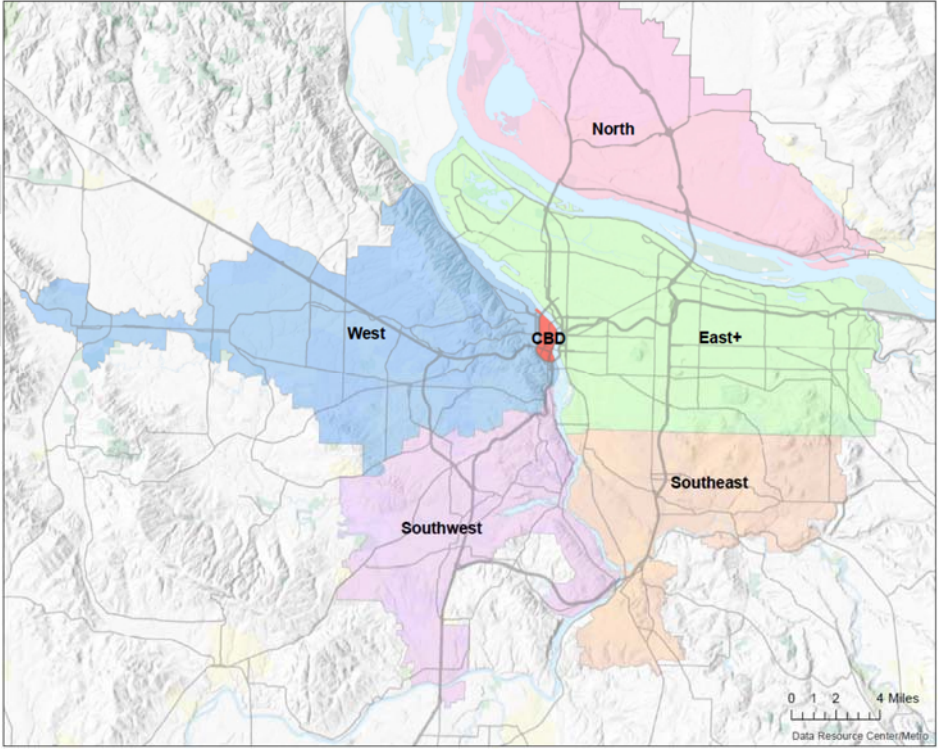 North
West
CBD
East+
Southeast
Southwest
0 1 2 4 Miles
Data Resource Center/Metro